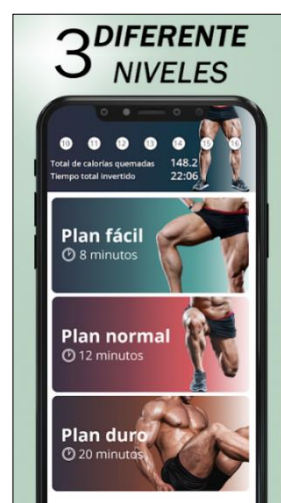 3 DIFERENTE
NIVELES
10 11 12 13 14 15 16
Total de calorías quemadas 148.2
Tiempo total invertido 22:06
Plan fácil
8 minutos
Plan normal
12 minutos
Plan duro
20 minutos